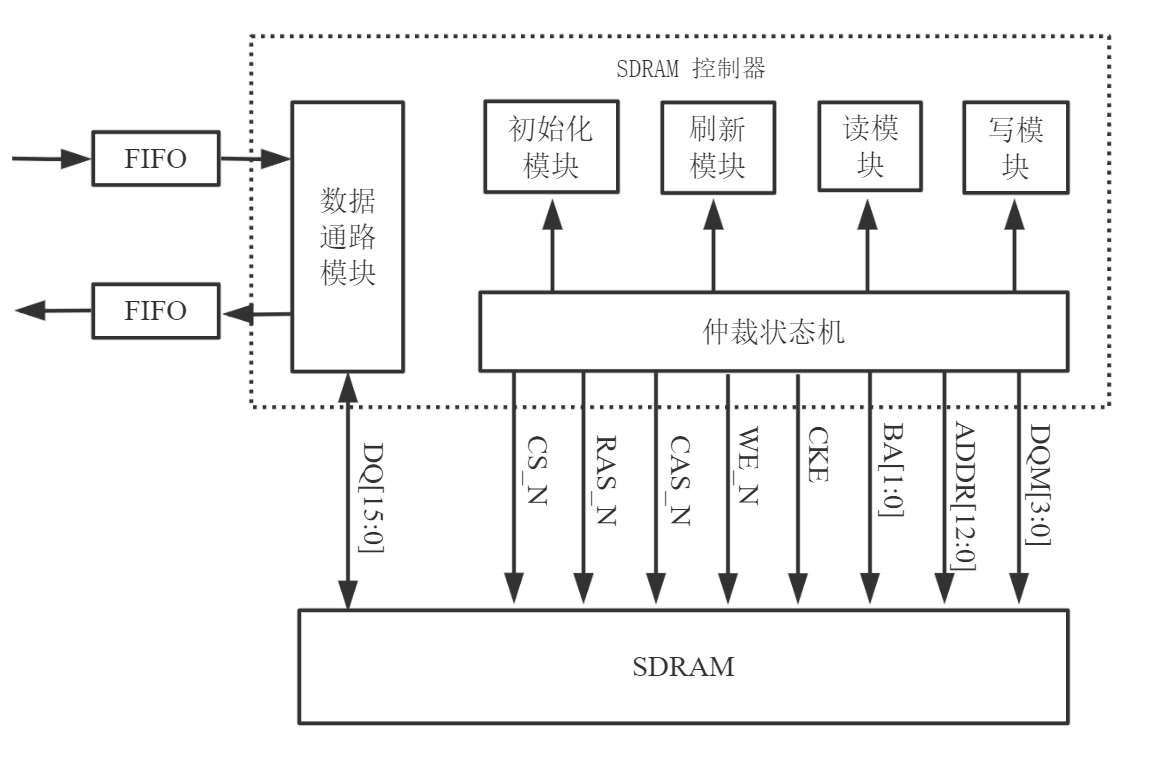 SDRAM 控制器
FIFO
FIFO
数据
通路
模块
初始化
模块
刷新
模块
读模
块
写模
块
仲裁状态机
DQ[15:0]
CS_N
RAS_N
CAS_N
WE_N
CKE
BA[1:0]
ADDR[12:0]
DQM[3:0]
SDRAM